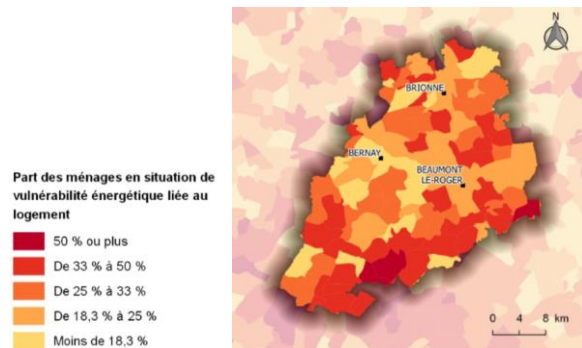 N
BRIONNE
BERNAY
BEAUMONT
LE-ROGER
Part des ménages en situation de
vulnérabilité énergétique liée au
logement
50 % ou plus
De 33 % à 50 %
De 25 % à 33 %
De 18,3 % à 25 %
Moins de 18,3 %
0 4 8 km